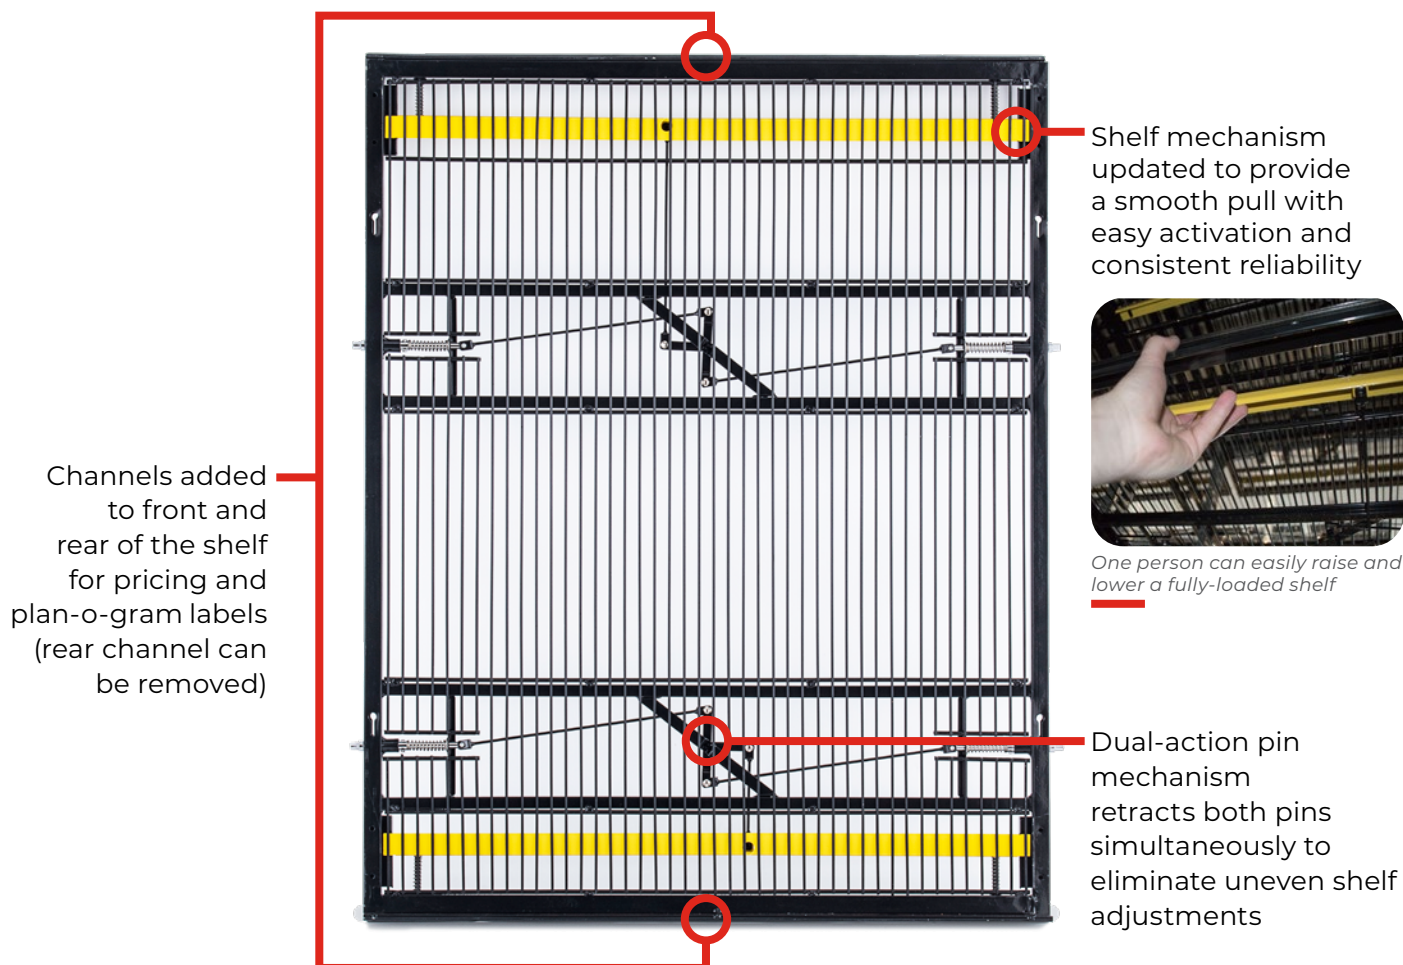 Channels added
to front and
rear of the shelf
for pricing and
plan-o-gram labels
(rear channel can
be removed)
Shelf mechanism
updated to provide
a smooth pull with
easy activation and
consistent reliability
One person can easily raise and
lower a fully-loaded shelf
Dual-action pin
mechanism
retracts both pins
simultaneously to
eliminate uneven shelf
adjustments